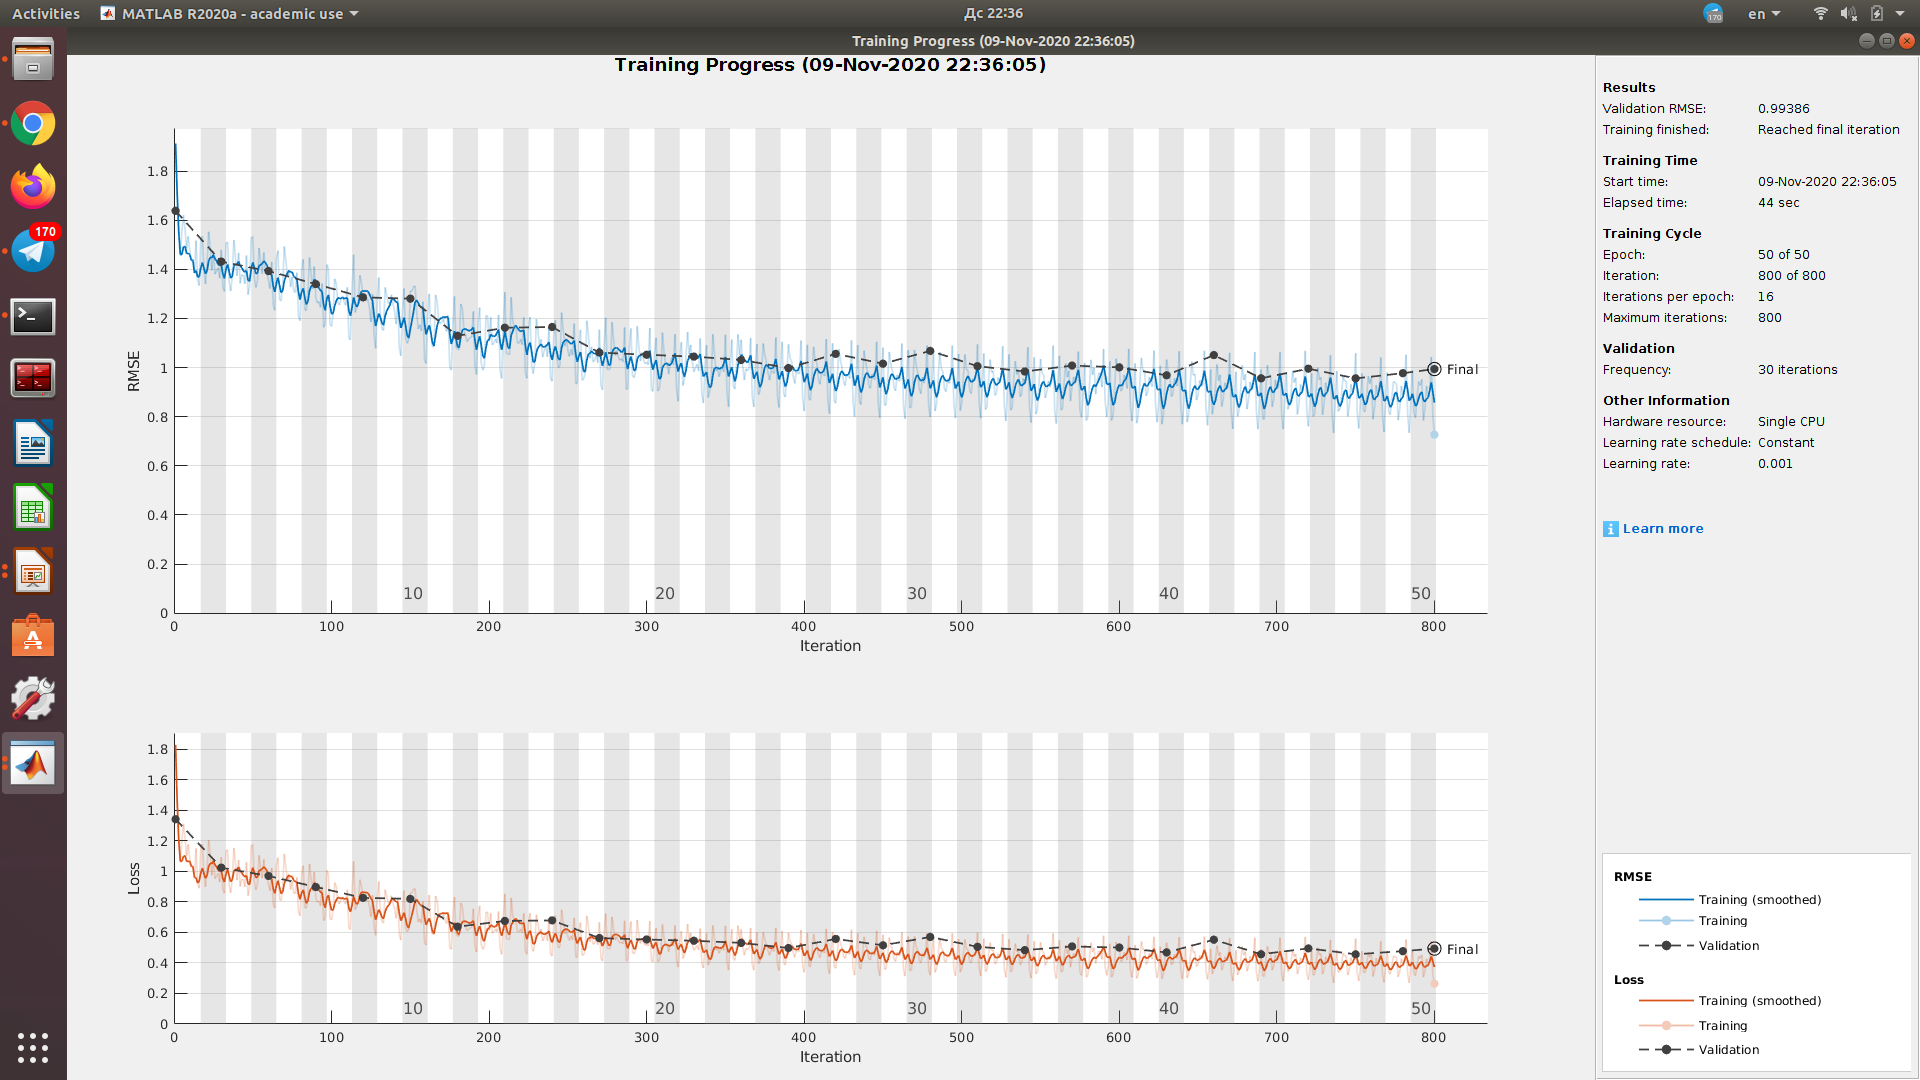 Activities
MATLAB R2020a - academic use
Дс 22:36
170
en
Training Progress (09-Nov-2020 22:36:05)
170
Training Progress (09-Nov-2020 22:36:05)
RMSE
1.8
1.6
1.4
1.2
1
0.8
0.6
0.4
0.2
0
10
20
30
40
50
Final
0
100
200
300
400
500
600
700
800
Iteration
Loss
1.8
1.6
1.4
1.2
1
0.8
0.6
0.4
0.2
0
10
20
30
40
50
Final
0
100
200
300
400
500
600
700
800
Iteration
Results
Validation RMSE: 0.99386
Training finished: Reached final iteration
Training Time
Start time: 09-Nov-2020 22:36:05
Elapsed time: 44 sec
Training Cycle
Epoch: 50 of 50
Iteration: 800 of 800
Iterations per epoch: 16
Maximum iterations: 800
Validation
Frequency: 30 iterations
Other Information
Hardware resource: Single CPU
Learning rate schedule: Constant
Learning rate: 0.001
Learn more
RMSE
Training (smoothed)
Training
Validation
Loss
Training (smoothed)
Training
Validation